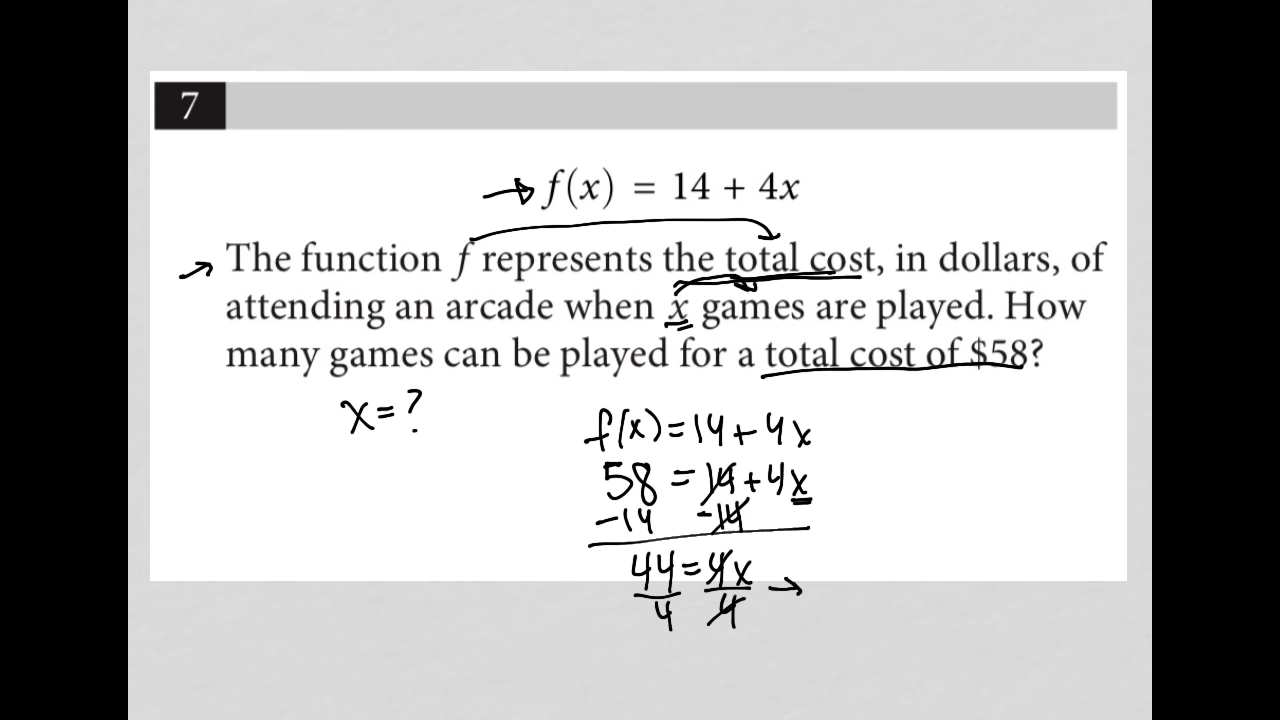 7
f(x) = 14 + 4x
The function f represents the total cost, in dollars, of
attending an arcade when x games are played. How
many games can be played for a total cost of $58?
x = ?
f(x) = 14 + 4x
58 = 14 + 4x
-14 -14
44 = 4x
4 4